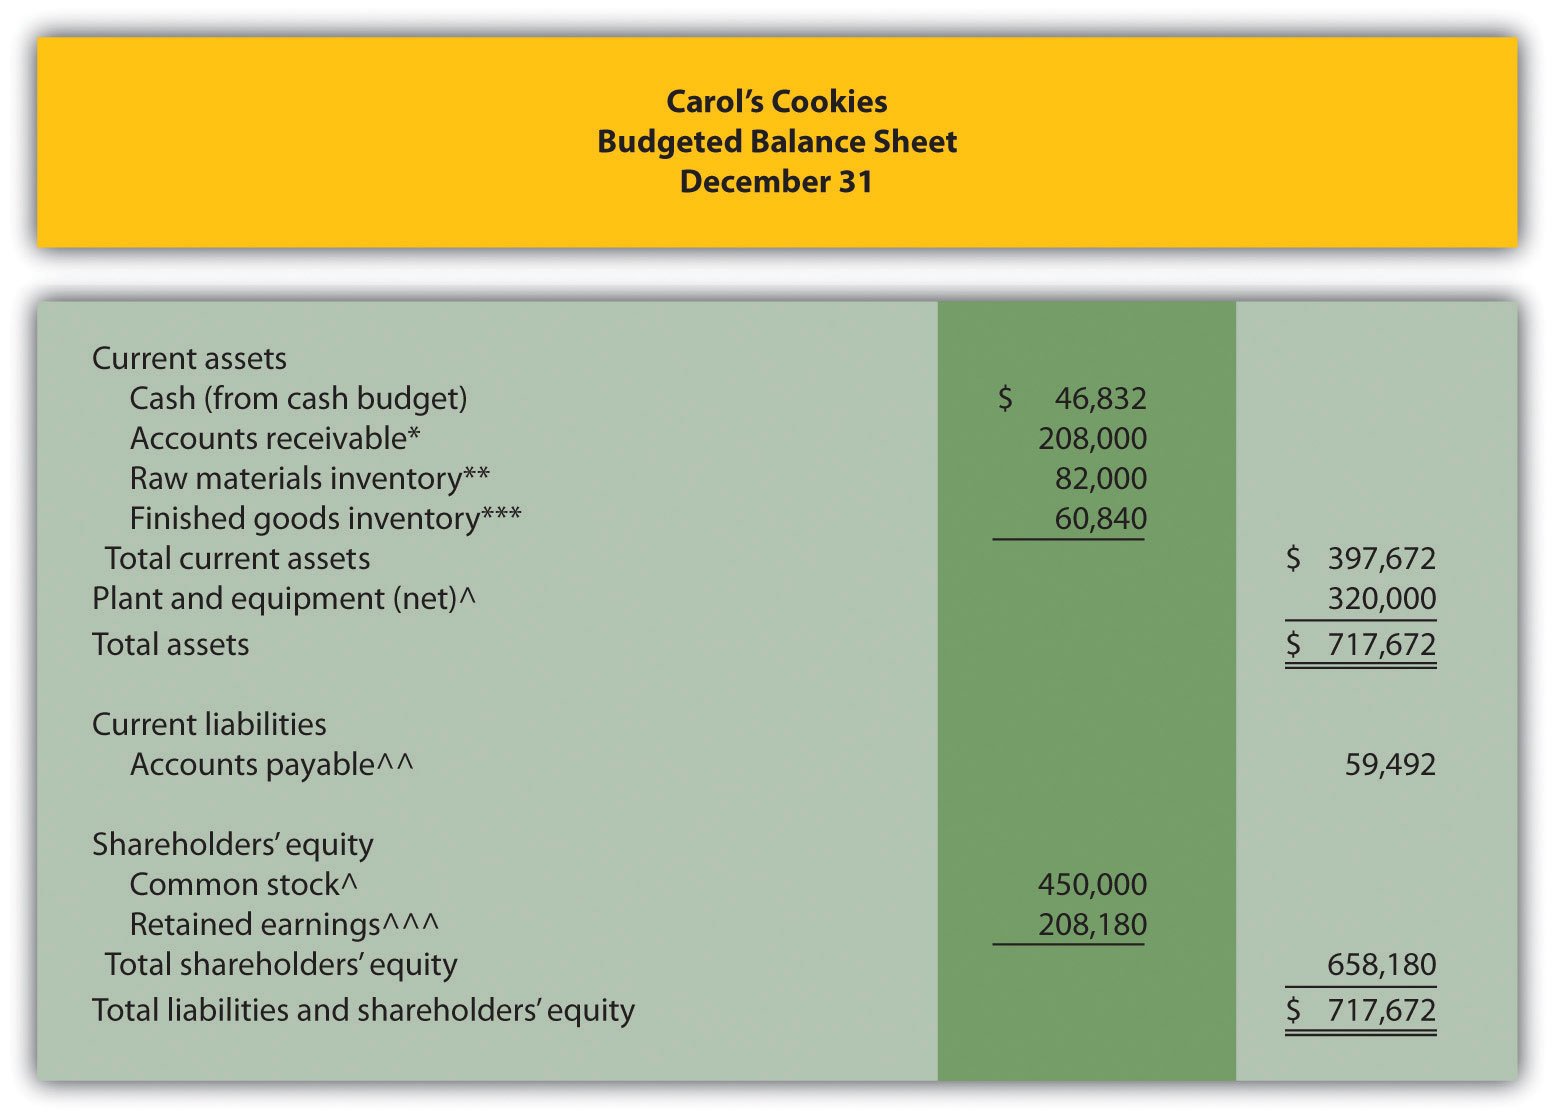 Carol’s Cookies
Budgeted Balance Sheet
December 31
Current assets
Cash (from cash budget) $ 46,832
Accounts receivable* 208,000
Raw materials inventory** 82,000
Finished goods inventory*** 60,840
Total current assets $ 397,672
Plant and equipment (net)^ 320,000
Total assets $ 717,672
Current liabilities
Accounts payable^^ 59,492
Shareholders’ equity
Common stock^ 450,000
Retained earnings^^^ 208,180
Total shareholders’ equity 658,180
Total liabilities and shareholders’ equity $ 717,672